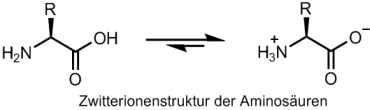 R
H₂N
OH
O
R
H₃N⁺
O⁻
O
Zwitterionenstruktur der Aminosäuren